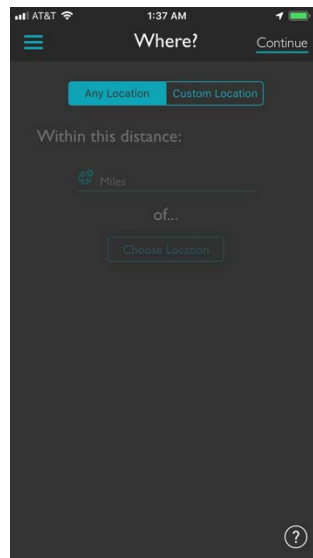 AT&T 1:37 AM
Where? Continue
Any Location Custom Location
Within this distance:
Miles
of...
Choose Location
?